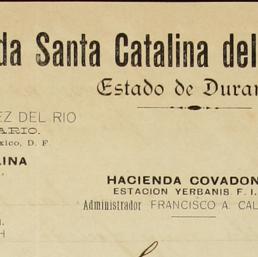 da Santa Catalina del
Estado de Duran
EZ DEL RIO
ARIO.
xico, D. F
LINA
HACIENDA COVADON
ESTACION YERBANIS F. I.
Administrador FRANCISCO A. CAL
H